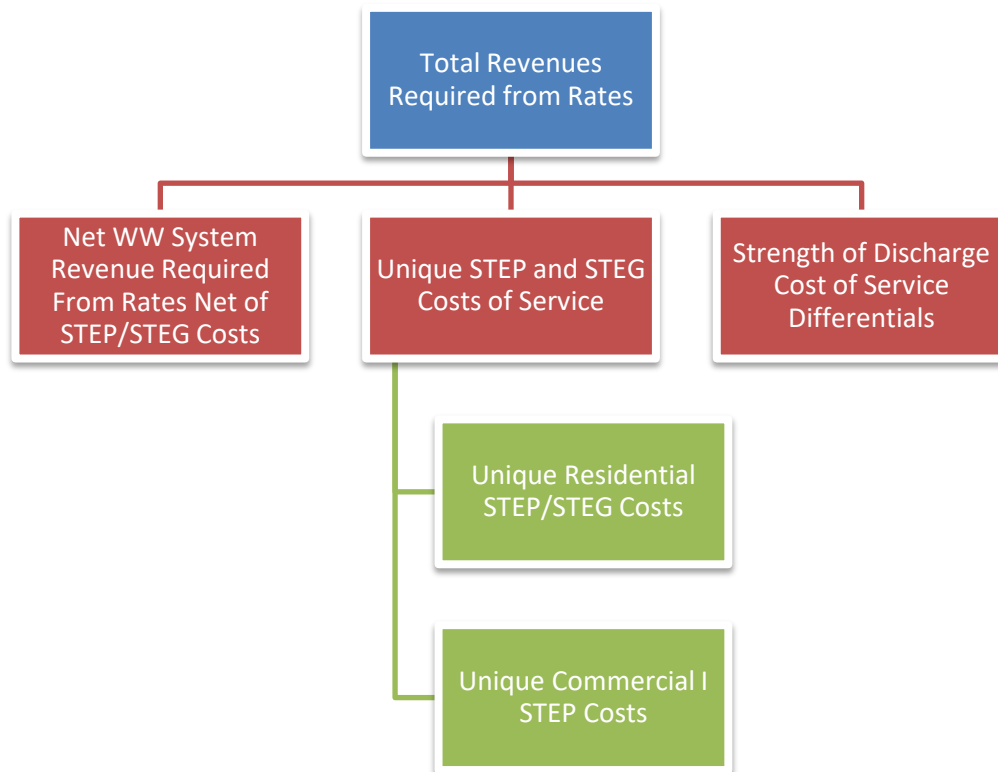 Total Revenues
Required from Rates
Net WW System
Revenue Required
From Rates Net of
STEP/STEG Costs
Unique STEP and STEG
Costs of Service
Strength of Discharge
Cost of Service
Differentials
Unique Residential
STEP/STEG Costs
Unique Commercial I
STEP Costs